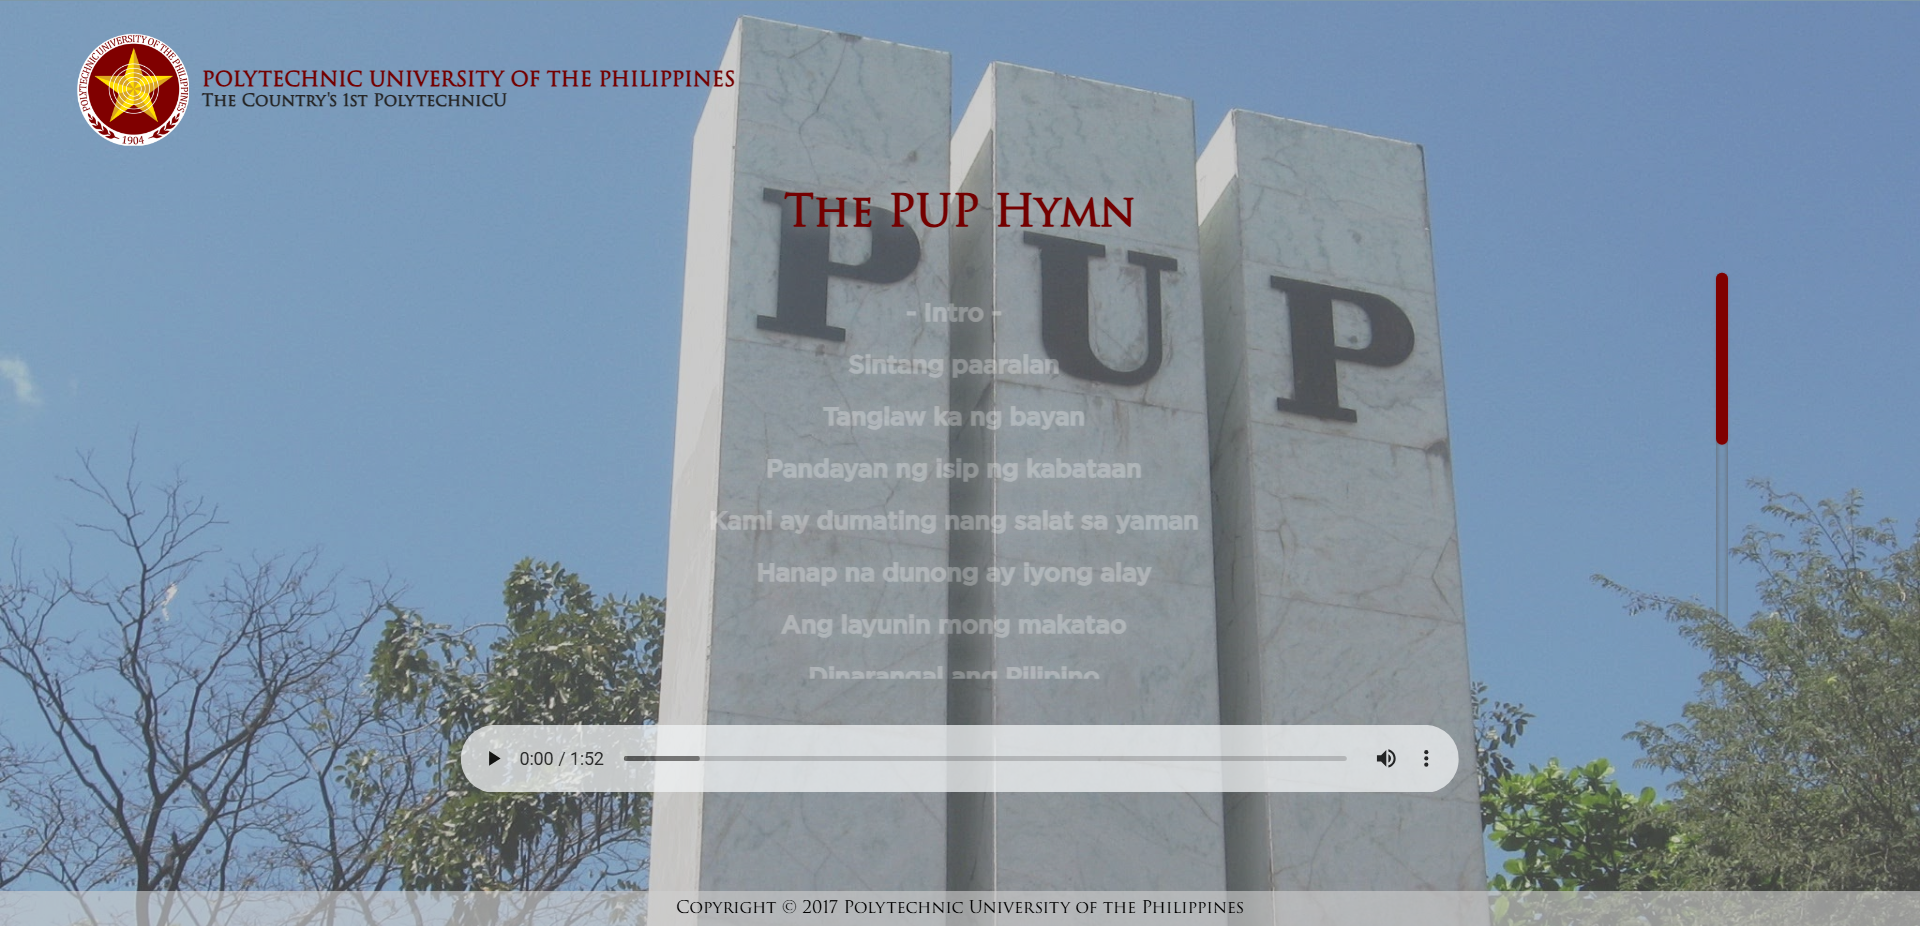 POLYTECHNIC UNIVERSITY OF THE PHILIPPINES
1904
POLYTECHNIC UNIVERSITY OF THE PHILIPPINES
The Country's 1st PolytechnicU
The PUP Hymn
P U P
- Intro -
Sintang paaralan
Tanglaw ka ng bayan
Pandayan ng isip ng kabataan
Kami ay dumating nang salat sa yaman
Hanap na dunong ay iyong alay
Ang layunin mong makatao
Dinarangal ang Pilipino
0:00 / 1:52
Copyright © 2017 Polytechnic University of the Philippines